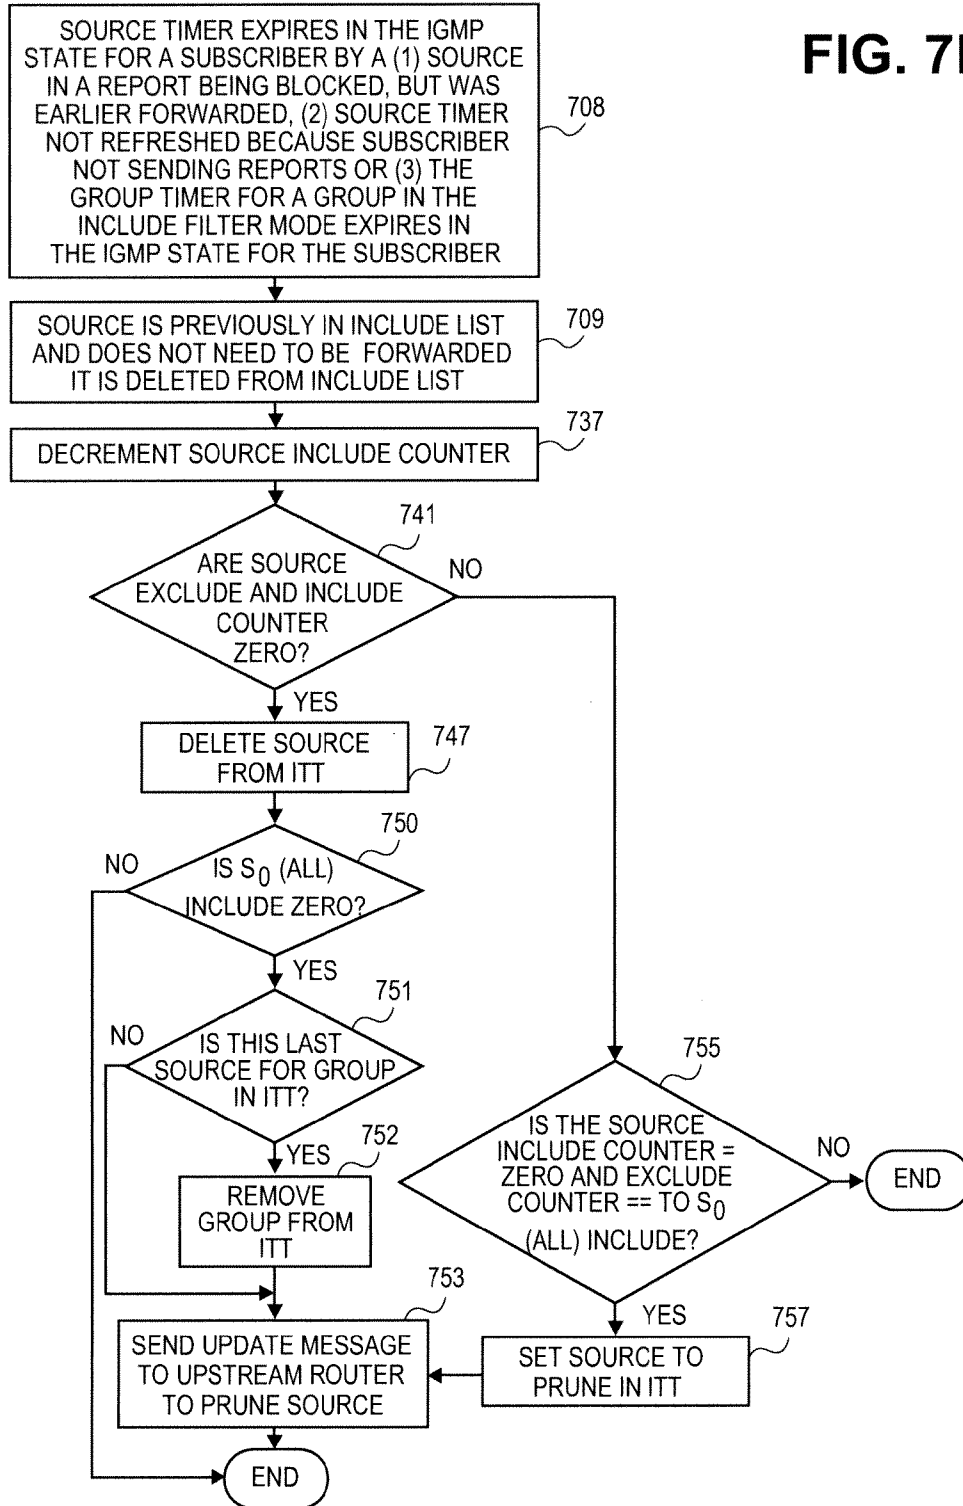 FIG. 7
SOURCE TIMER EXPIRES IN THE IGMP
STATE FOR A SUBSCRIBER BY A (1) SOURCE
IN A REPORT BEING BLOCKED, BUT WAS
EARLIER FORWARDED, (2) SOURCE TIMER
NOT REFRESHED BECAUSE SUBSCRIBER
NOT SENDING REPORTS OR (3) THE
GROUP TIMER FOR A GROUP IN THE
INCLUDE FILTER MODE EXPIRES IN
THE IGMP STATE FOR THE SUBSCRIBER
708
SOURCE IS PREVIOUSLY IN INCLUDE LIST
AND DOES NOT NEED TO BE FORWARDED
IT IS DELETED FROM INCLUDE LIST
709
DECREMENT SOURCE INCLUDE COUNTER
737
741
ARE SOURCE
EXCLUDE AND INCLUDE
COUNTER
ZERO?
NO
YES
DELETE SOURCE
FROM ITT
747
750
IS S0 (ALL)
INCLUDE ZERO?
NO
YES
751
IS THIS LAST
SOURCE FOR GROUP
IN ITT?
NO
YES
752
REMOVE
GROUP FROM
ITT
755
IS THE SOURCE
INCLUDE COUNTER =
ZERO AND EXCLUDE
COUNTER == TO S0
(ALL) INCLUDE?
NO
END
YES
757
SET SOURCE TO
PRUNE IN ITT
753
SEND UPDATE MESSAGE
TO UPSTREAM ROUTER
TO PRUNE SOURCE
END